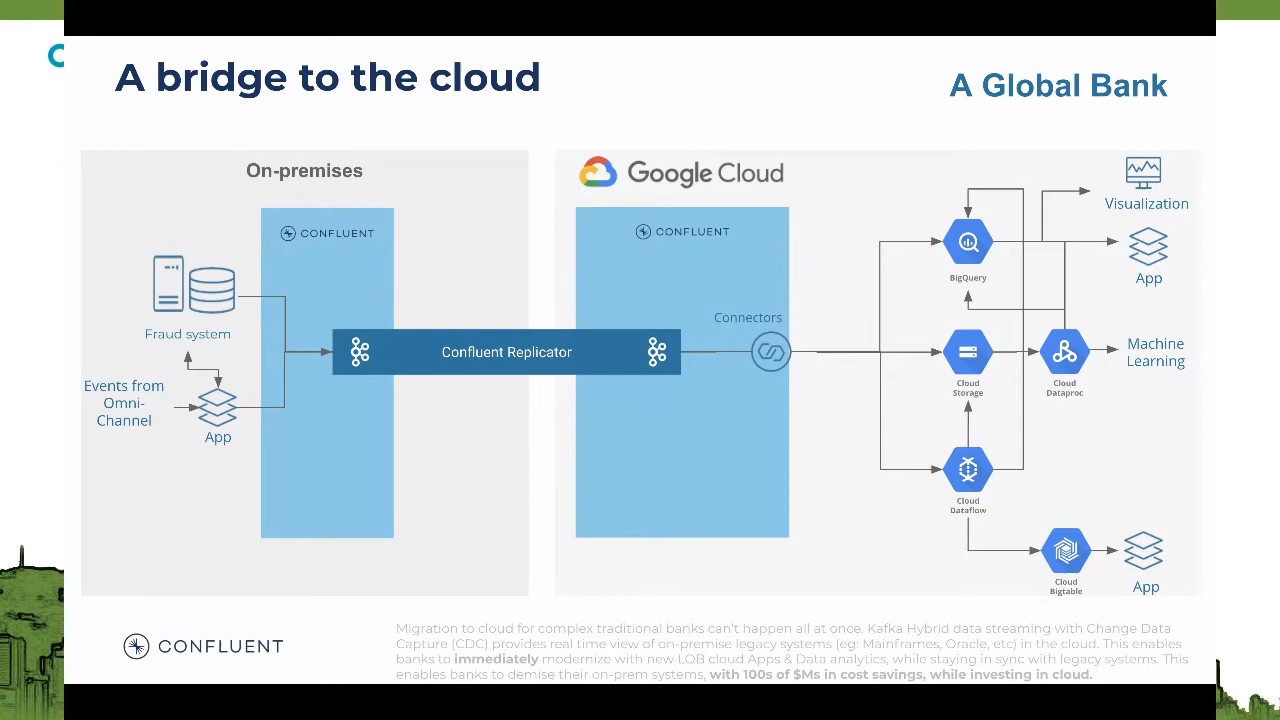 A bridge to the cloud
A Global Bank
On-premises
CONFLUENT
Fraud system
Events from
Omni-
Channel
App
Confluent Replicator
Google Cloud
CONFLUENT
Connectors
BigQuery
Cloud
Storage
Cloud
Dataproc
Cloud
Dataflow
Cloud
Bigtable
Visualization
App
Machine
Learning
App
CONFLUENT
Migration to cloud for complex traditional banks can't happen all at once. Kafka Hybrid data streaming with Change Data
Capture (CDC) provides real time view of on-premise legacy systems (eg: Mainframes, Oracle, etc) in the cloud. This enables
banks to immediately modernize with new LOB cloud Apps & Data analytics, while staying in sync with legacy systems. This
enables banks to demise their on-prem systems, with 100s of $Ms in cost savings, while investing in cloud.